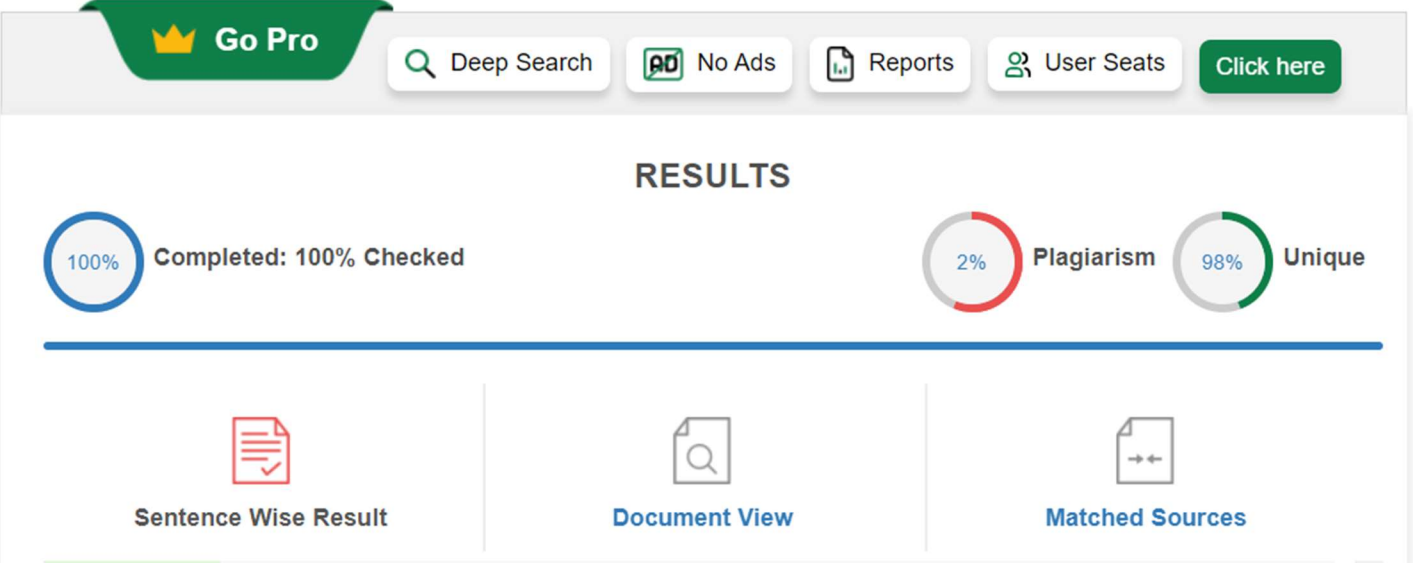 Go Pro
Deep Search
AD No Ads
Reports
User Seats
Click here
RESULTS
100% Completed: 100% Checked
2% Plagiarism
98% Unique
Sentence Wise Result
Document View
Matched Sources